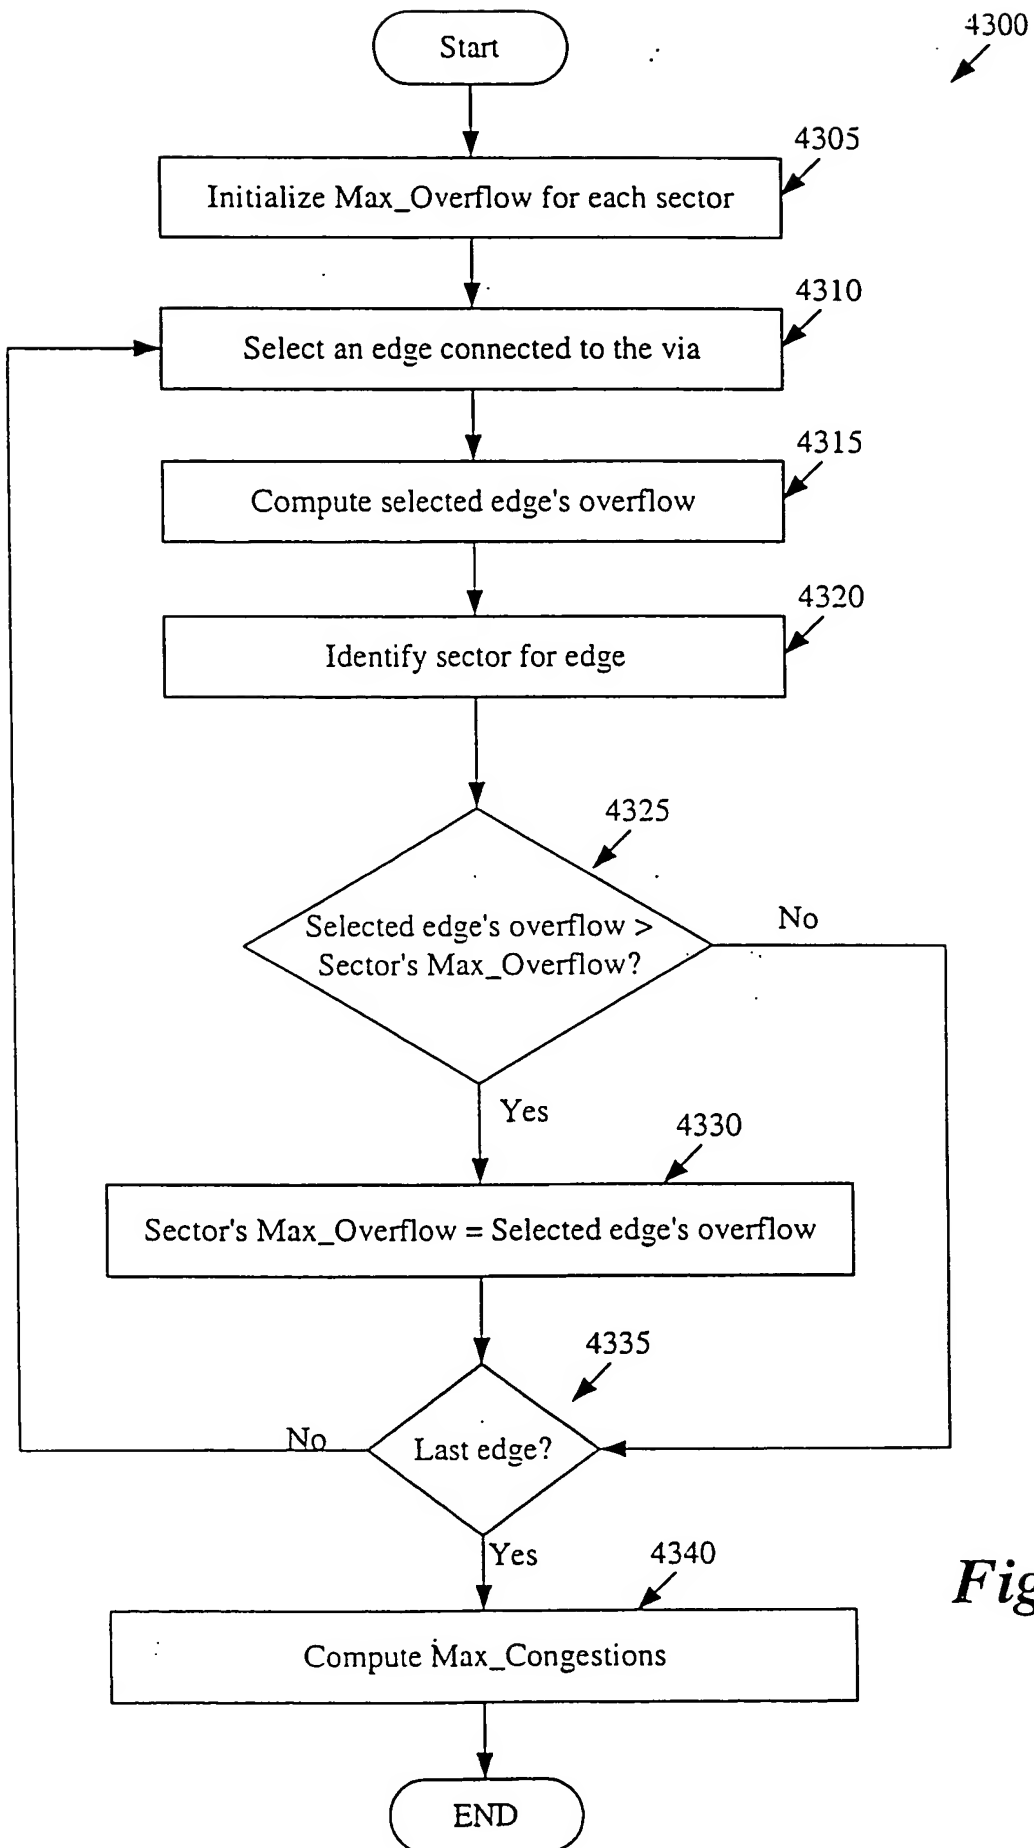 Start
4300
4305
Initialize Max_Overflow for each sector
4310
Select an edge connected to the via
4315
Compute selected edge's overflow
4320
Identify sector for edge
4325
Selected edge's overflow >
Sector's Max_Overflow?
No
Yes
4330
Sector's Max_Overflow = Selected edge's overflow
4335
Last edge?
No
Yes
4340
Compute Max_Congestions
Fig
END